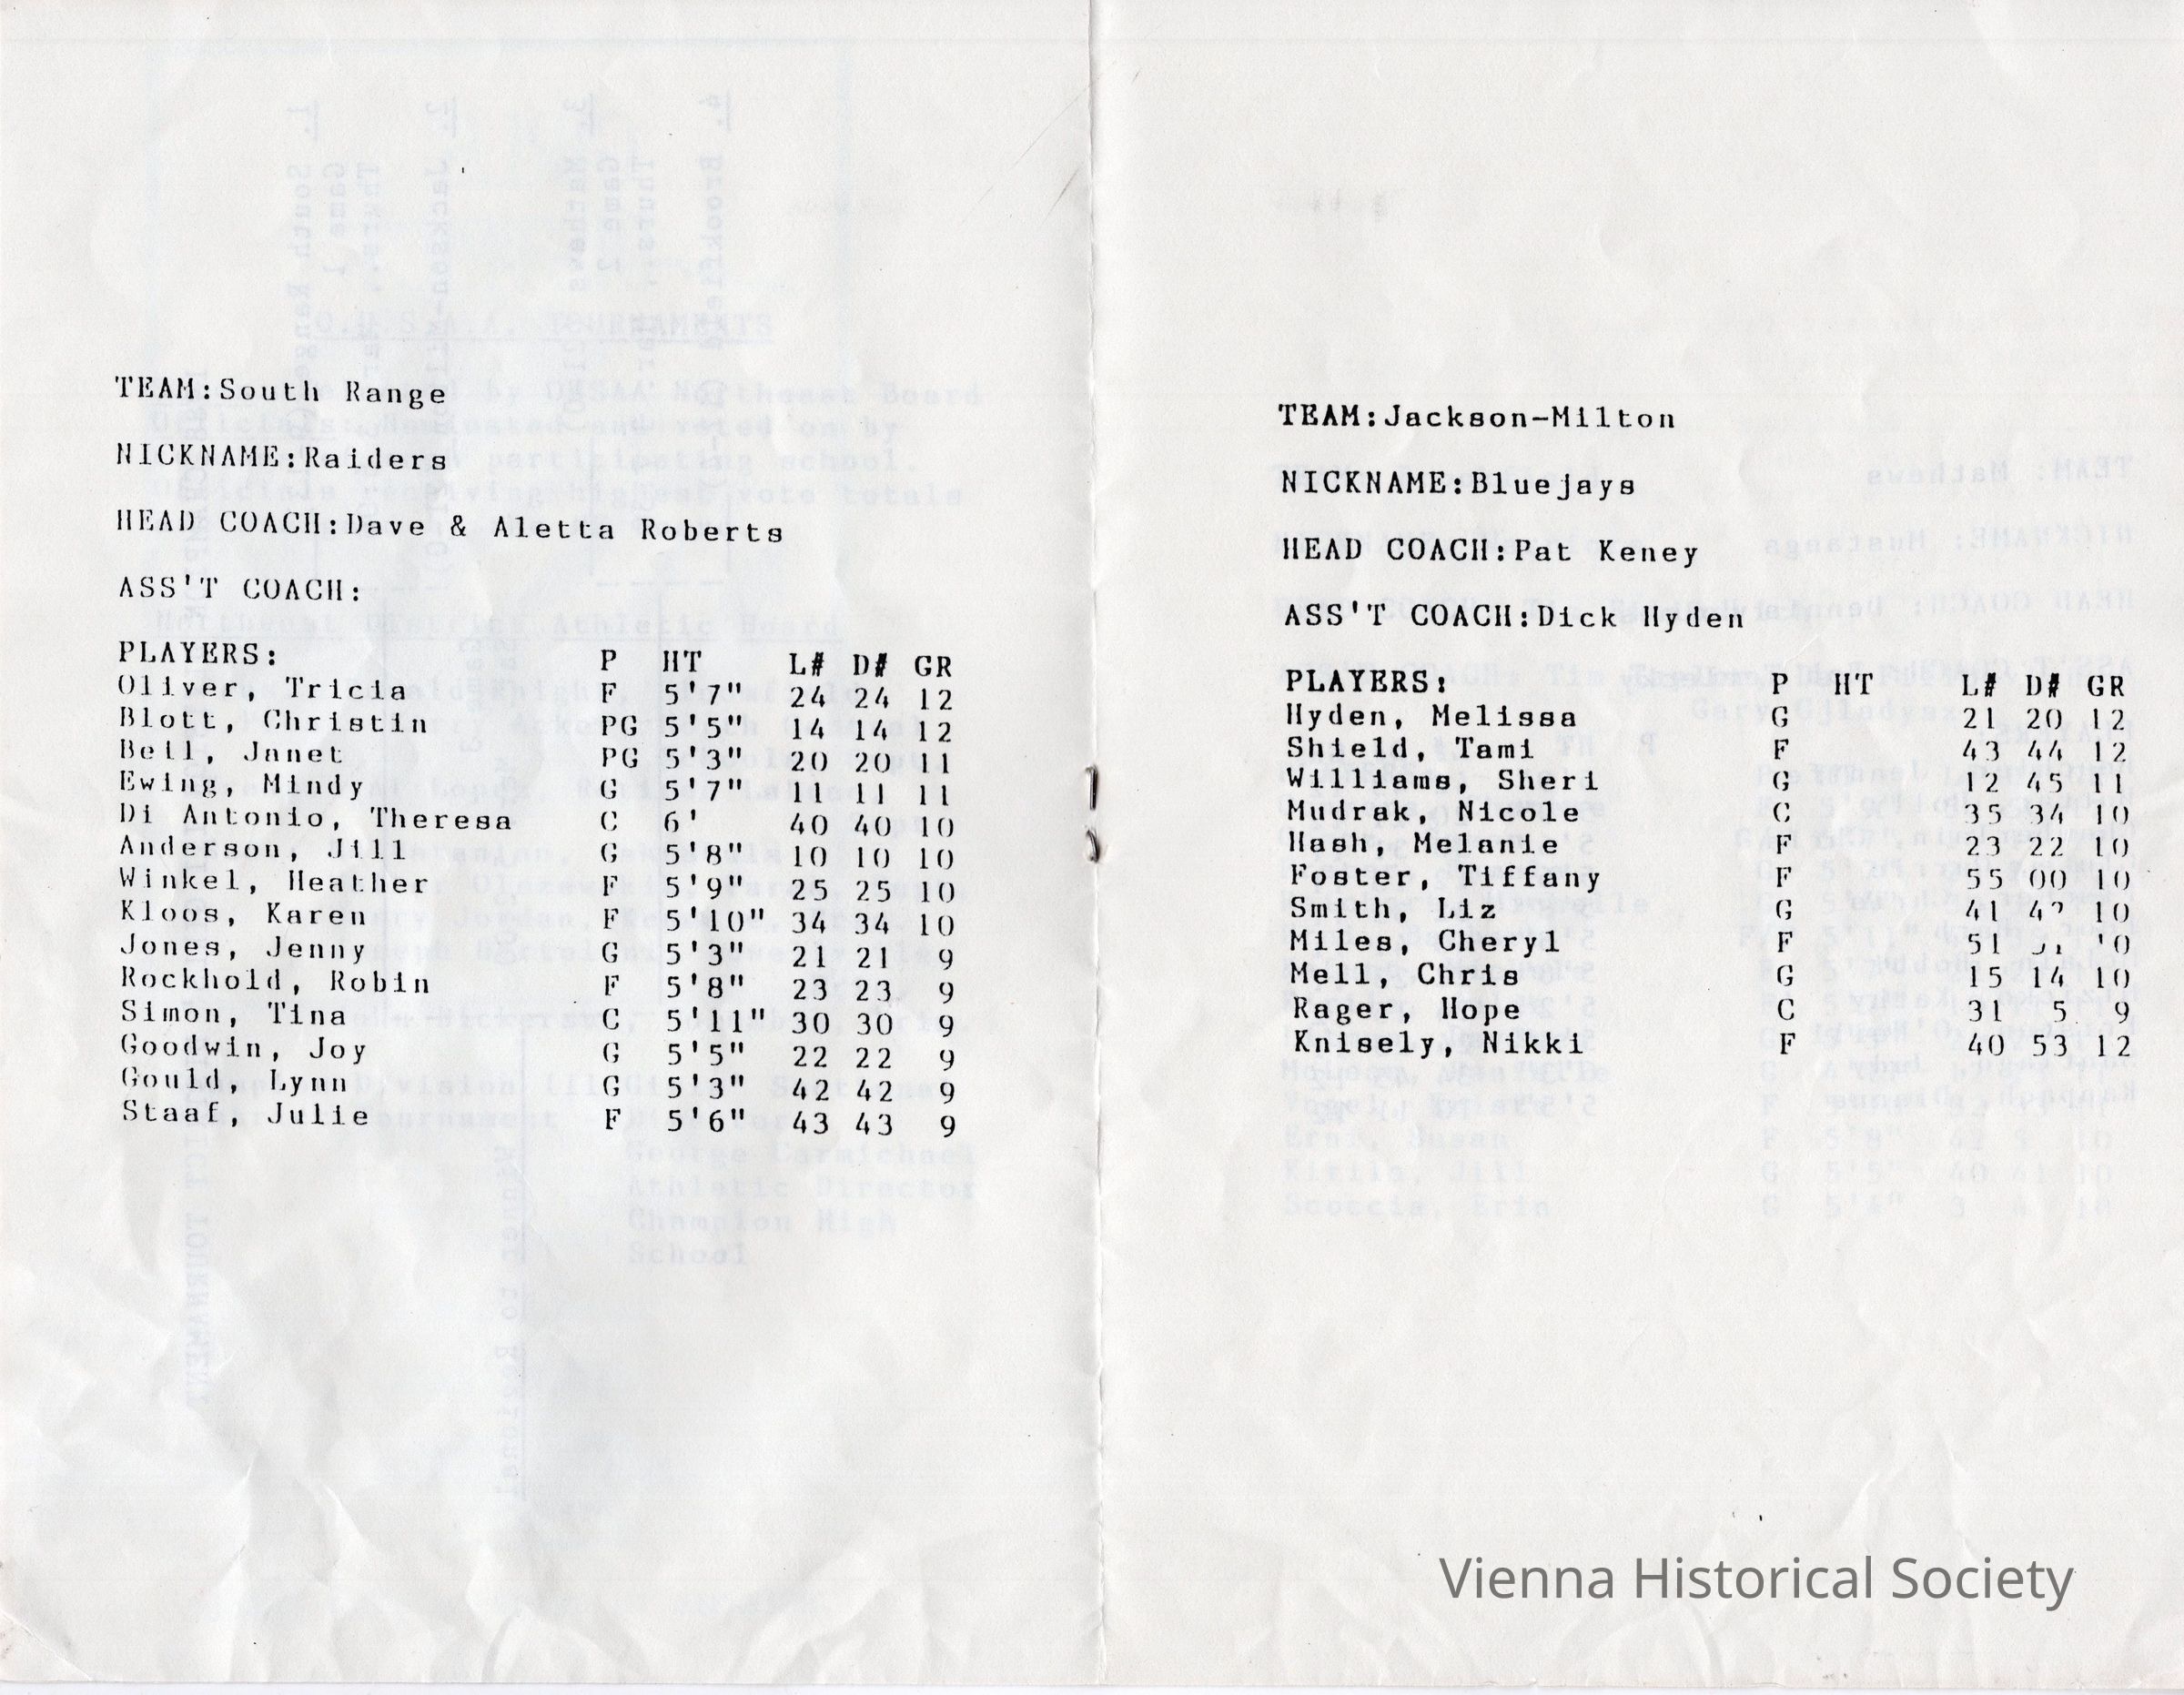 TEAM:South Range
NICKNAME:Raiders
HEAD COACH:Dave & Aletta Roberts
ASS'T COACH:
PLAYERS: P HT L# D# GR
Oliver, Tricia F 5'7" 24 24 12
Blott, Christin PG 5'5" 14 14 12
Bell, Janet PG 5'3" 20 20 11
Ewing, Mindy G 5'7" 11 11 11
Di Antonio, Theresa C 6' 40 40 10
Anderson, Jill G 5'8" 10 10 10
Winkel, Heather F 5'9" 25 25 10
Kloos, Karen F 5'10" 34 34 10
Jones, Jenny G 5'3" 21 21 9
Rockhold, Robin F 5'8" 23 23 9
Simon, Tina C 5'11" 30 30 9
Goodwin, Joy G 5'5" 22 22 9
Gould, Lynn G 5'3" 42 42 9
Staaf, Julie F 5'6" 43 43 9
TEAM:Jackson-Milton
NICKNAME:Bluejays
HEAD COACH:Pat Keney
ASS'T COACH:Dick Hyden
PLAYERS: P HT L# D# GR
Hyden, Melissa G 21 20 12
Shield, Tami F 43 44 12
Williams, Sheri G 12 45 11
Mudrak, Nicole C 35 34 10
Hash, Melanie F 23 22 10
Foster, Tiffany F 55 00 10
Smith, Liz G 41 10
Miles, Cheryl F 51
Mell, Chris G 15 14 10
Rager, Hope C 31 5 9
Knisely, Nikki F 40 53 12
Vienna Historical Society